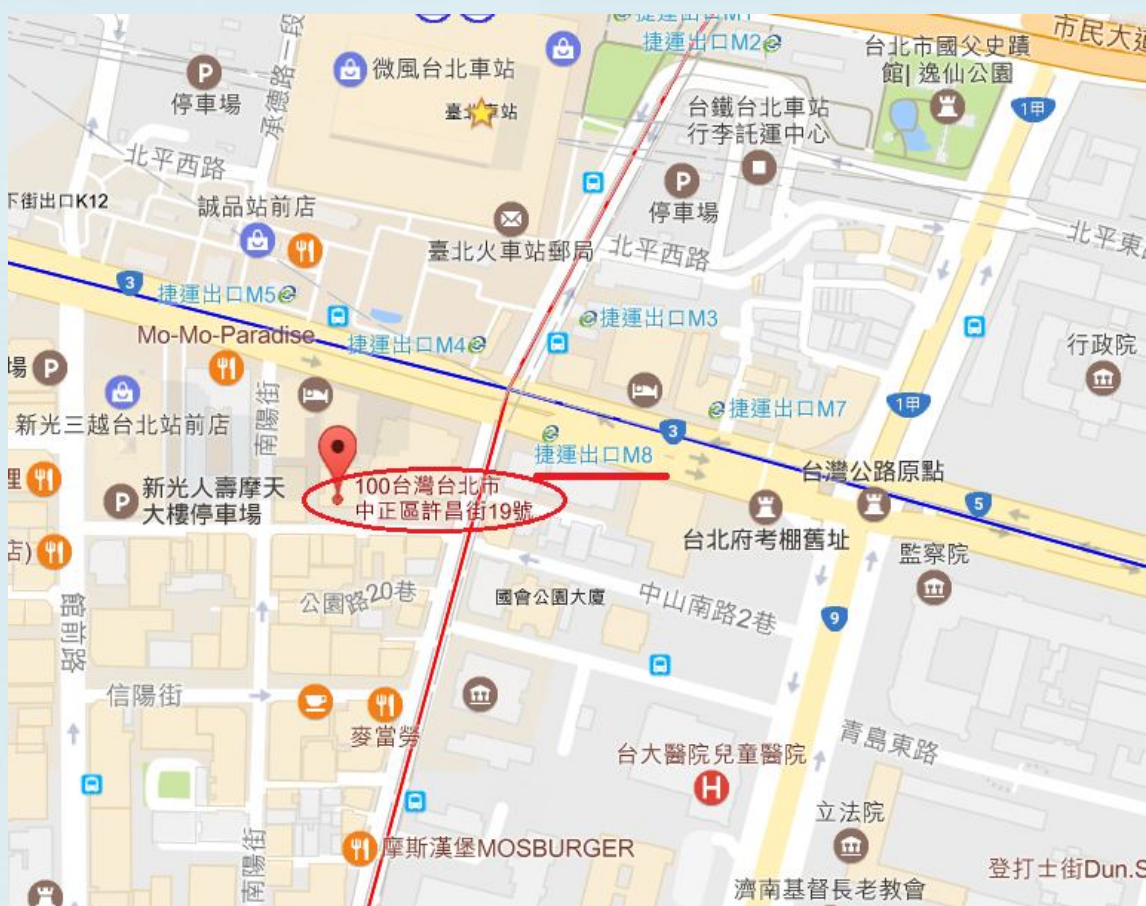 捷運出口M1
捷運出口M2
市民大道
台北市國父史蹟
館| 逸仙公園
微風台北車站
停車場
承德路一段
臺北車站
台鐵台北車站
行李託運中心
1甲
北平西路
停車場
下街出口K12
誠品站前店
臺北火車站郵局
北平西路
北平東路
3
捷運出口M5
捷運出口M3
Mo-Mo-Paradise
捷運出口M4
行政院
場
新光三越台北站前店
南陽街
捷運出口M7
1甲
3
捷運出口M8
台灣公路原點
5
理
新光人壽摩天
大樓停車場
100台灣台北市
中正區許昌街19號
台北府考棚舊址
店)
監察院
公園路20巷
國會公園大廈
中山南路2巷
9
館前路
信陽街
麥當勞
台大醫院兒童醫院
青島東路
立法院
南陽街
摩斯漢堡MOSBURGER
登打士街Dun.S
濟南基督長老教會